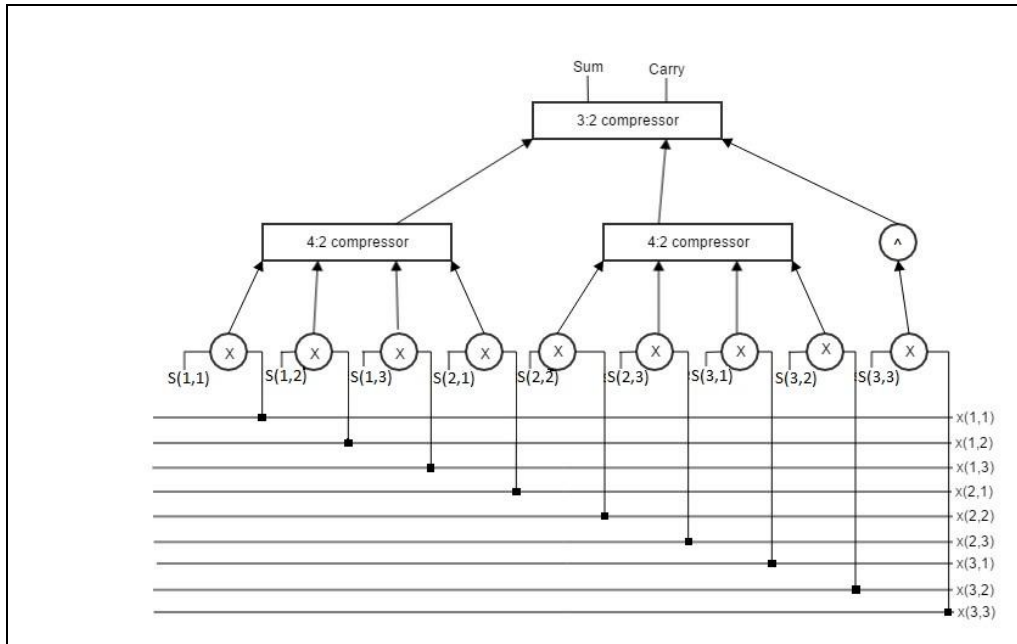 Sum Carry
3:2 compressor
4:2 compressor 4:2 compressor ^
X X X X X X X X X
S(1,1) S(1,2) S(1,3) S(2,1) S(2,2) S(2,3) S(3,1) S(3,2) S(3,3)
x(1,1)
x(1,2)
x(1,3)
x(2,1)
x(2,2)
x(2,3)
x(3,1)
x(3,2)
x(3,3)